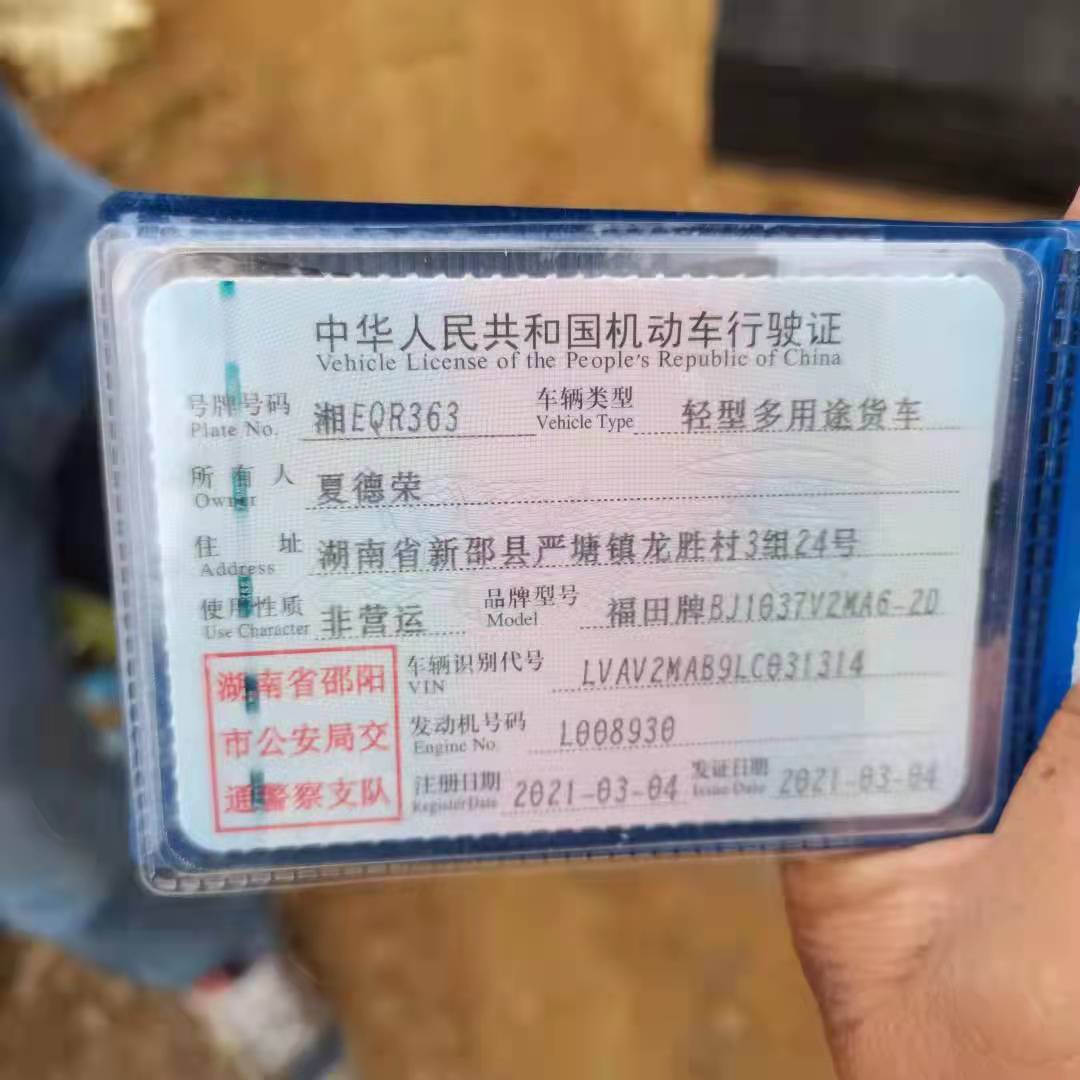 中华人民共和国机动车行驶证
Vehicle License of the People's Republic of China
号牌号码 湘EQR363 车辆类型 轻型多用途货车
Plate No. Vehicle Type
所有人 夏德荣
Owner
住址 湖南省新邵县严塘镇龙胜村3组24号
Address
使用性质 非营运 品牌型号 福田牌BJ1037V2MA6-2D
Use Character Model
车辆识别代号 LVAV2MAB9LC031314
VIN
发动机号码 L008930
Engine No.
注册日期 2021-03-04 发证日期 2021-03-04
Register Date Issue Date
湖南省邵阳
市公安局交
通警察支队